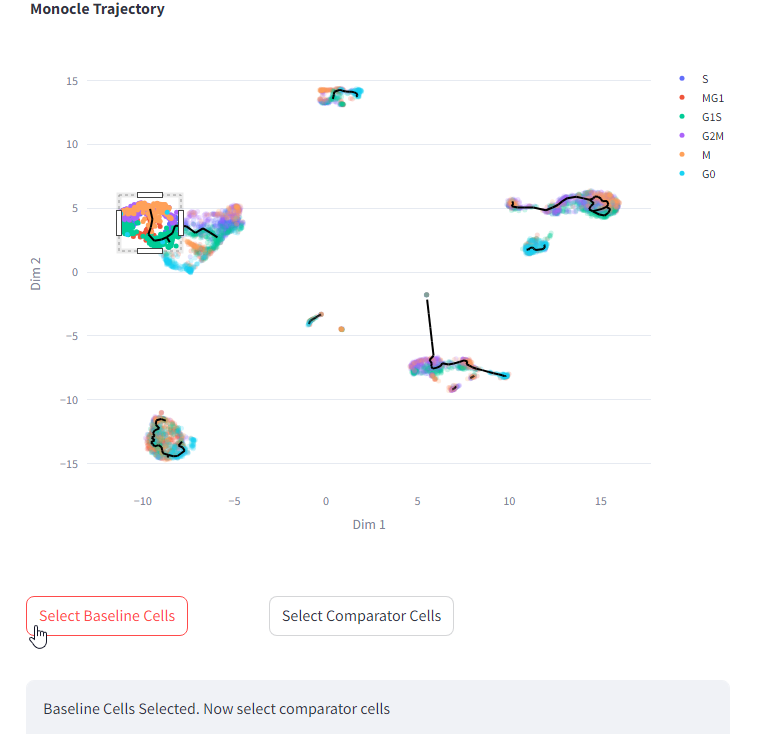 Monocle Trajectory
15
10
5
0
−5
−10
−15
Dim 2
−10
−5
0
5
10
15
Dim 1
S
MG1
G1S
G2M
M
G0
Select Baseline Cells
Select Comparator Cells
Baseline Cells Selected. Now select comparator cells